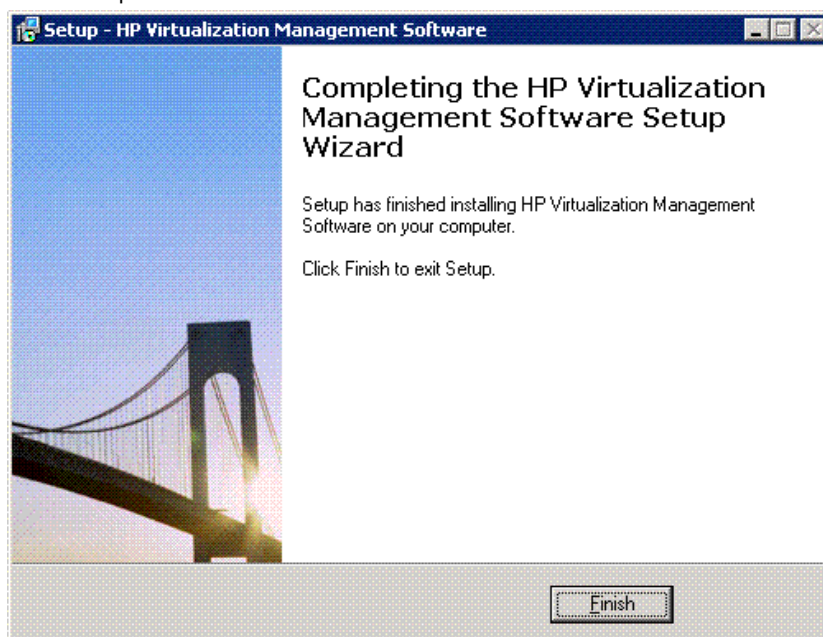 Setup - HP Virtualization Management Software
Completing the HP Virtualization
Management Software Setup
Wizard
Setup has finished installing HP Virtualization Management
Software on your computer.
Click Finish to exit Setup.
Finish